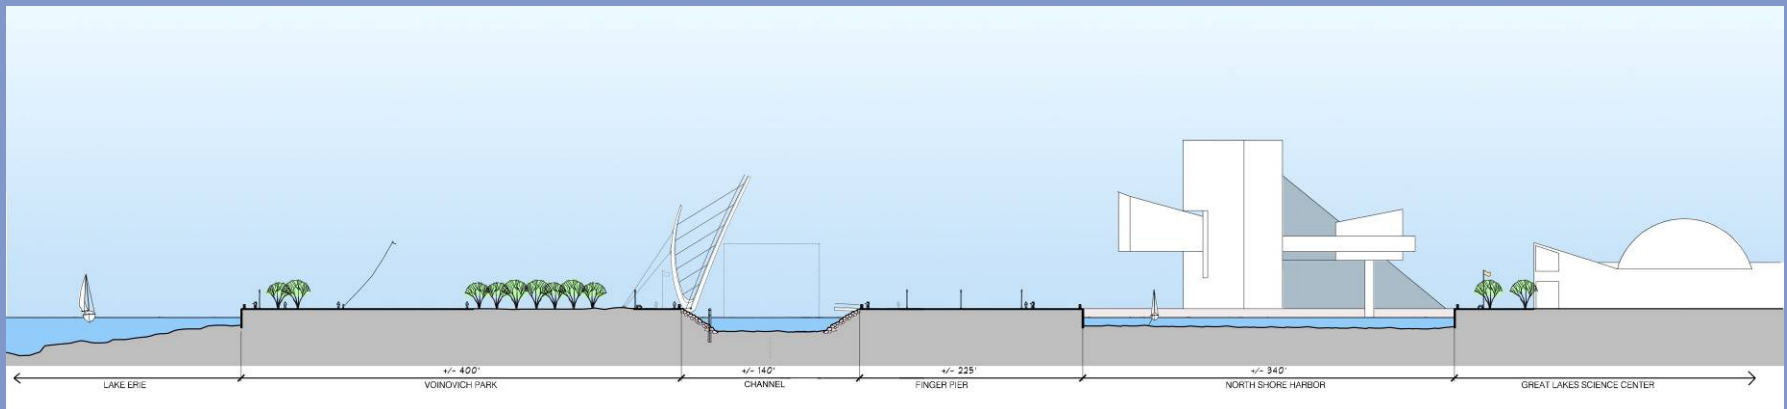 +/- 400'
+/- 140'
+/- 225'
+/- 340'
LAKE ERIE
VOINOVICH PARK
CHANNEL
FINGER PIER
NORTH SHORE HARBOR
GREAT LAKES SCIENCE CENTER